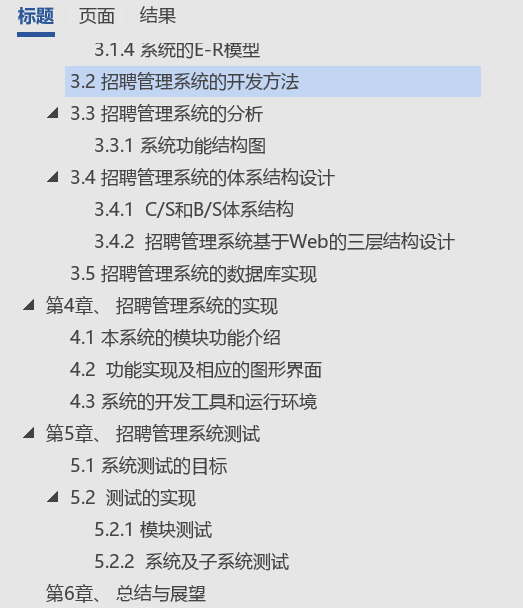 标题 页面 结果
3.1.4 系统的E-R模型
3.2 招聘管理系统的开发方法
3.3 招聘管理系统的分析
3.3.1 系统功能结构图
3.4 招聘管理系统的体系结构设计
3.4.1 C/S和B/S体系结构
3.4.2 招聘管理系统基于Web的三层结构设计
3.5 招聘管理系统的数据库实现
第4章、 招聘管理系统的实现
4.1 本系统的模块功能介绍
4.2 功能实现及相应的图形界面
4.3 系统的开发工具和运行环境
第5章、 招聘管理系统测试
5.1 系统测试的目标
5.2 测试的实现
5.2.1 模块测试
5.2.2 系统及子系统测试
第6章、 总结与展望